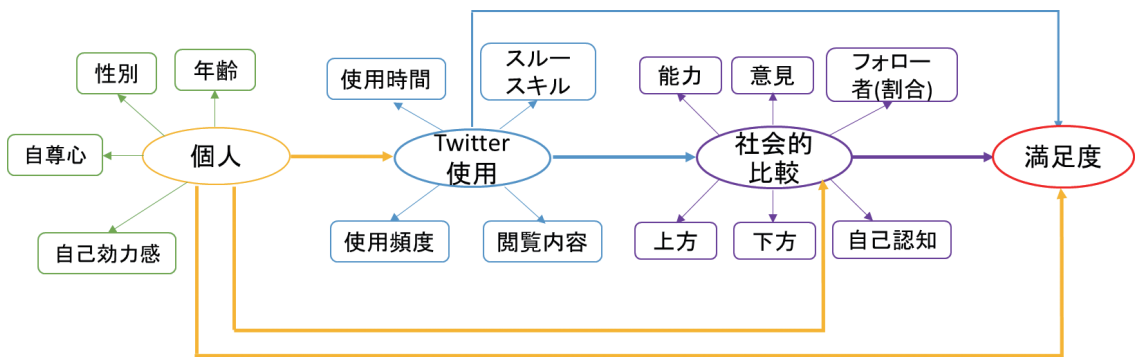 性別
年齢
自尊心
個人
自己効力感
使用時間
スルー
スキル
Twitter
使用
使用頻度
閲覧内容
能力
意見
フォロー
者(割合)
社会的
比較
上方
下方
自己認知
満足度